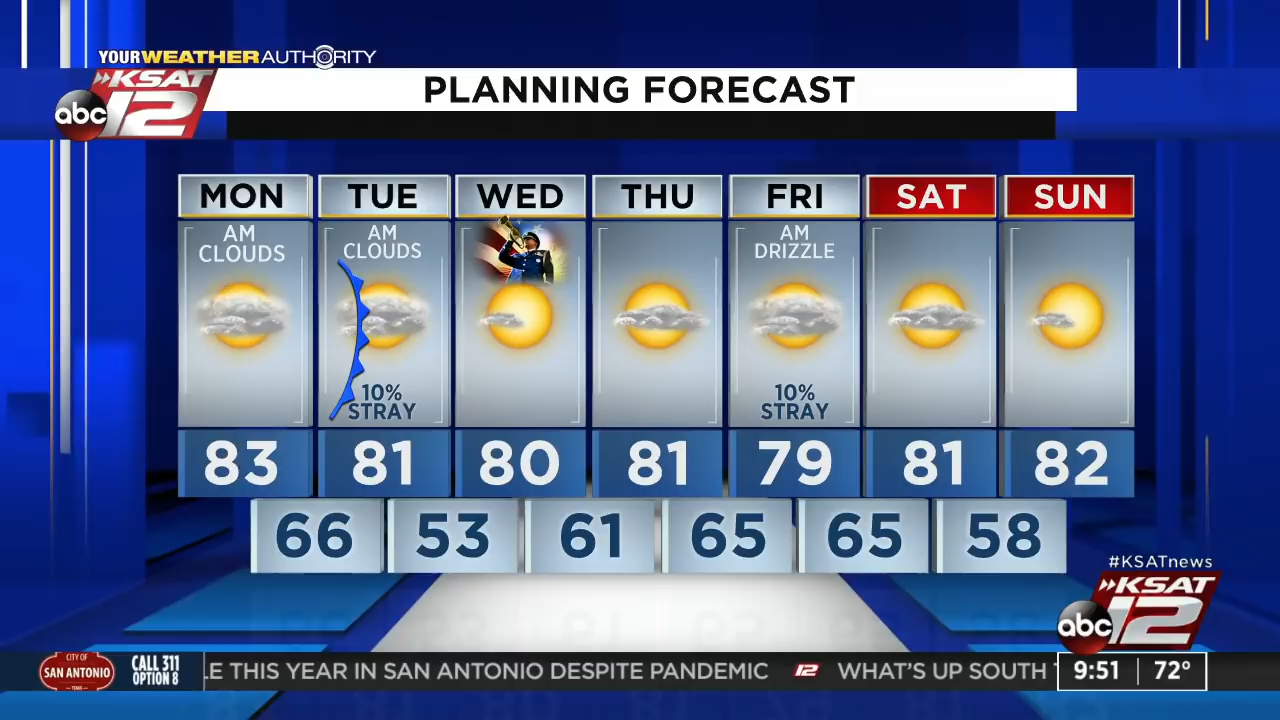 YOURWEATHERAUTHORITY
KSAT
abc 12
PLANNING FORECAST
MON TUE WED THU FRI SAT SUN
AM CLOUDS
AM CLOUDS
AM DRIZZLE
10% STRAY
10% STRAY
83 81 80 81 79 81 82
66 53 61 65 65 58
#KSATnews
KSAT
abc 12
CITY OF
SAN ANTONIO
TEXAS
CALL 311
OPTION 8
LE THIS YEAR IN SAN ANTONIO DESPITE PANDEMIC 12 WHAT'S UP SOUTH
9:51 72°